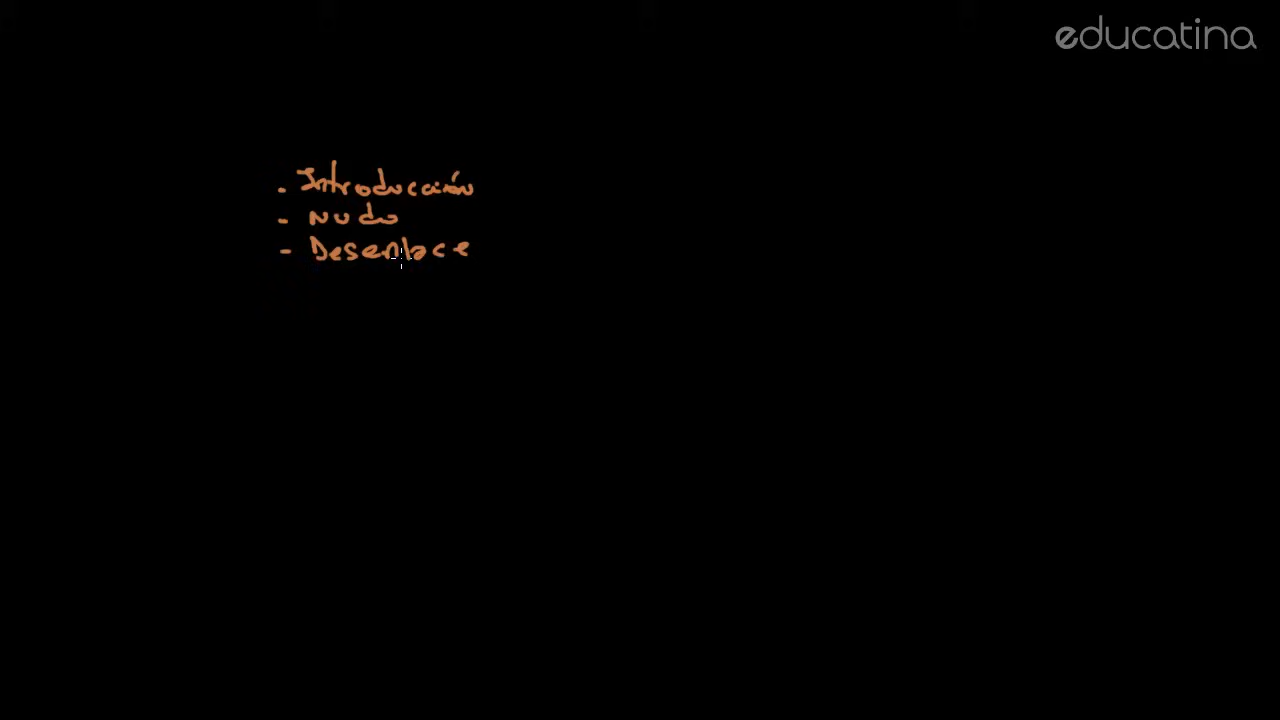 educatina
- Introducción
- Nudo
- Desenlace